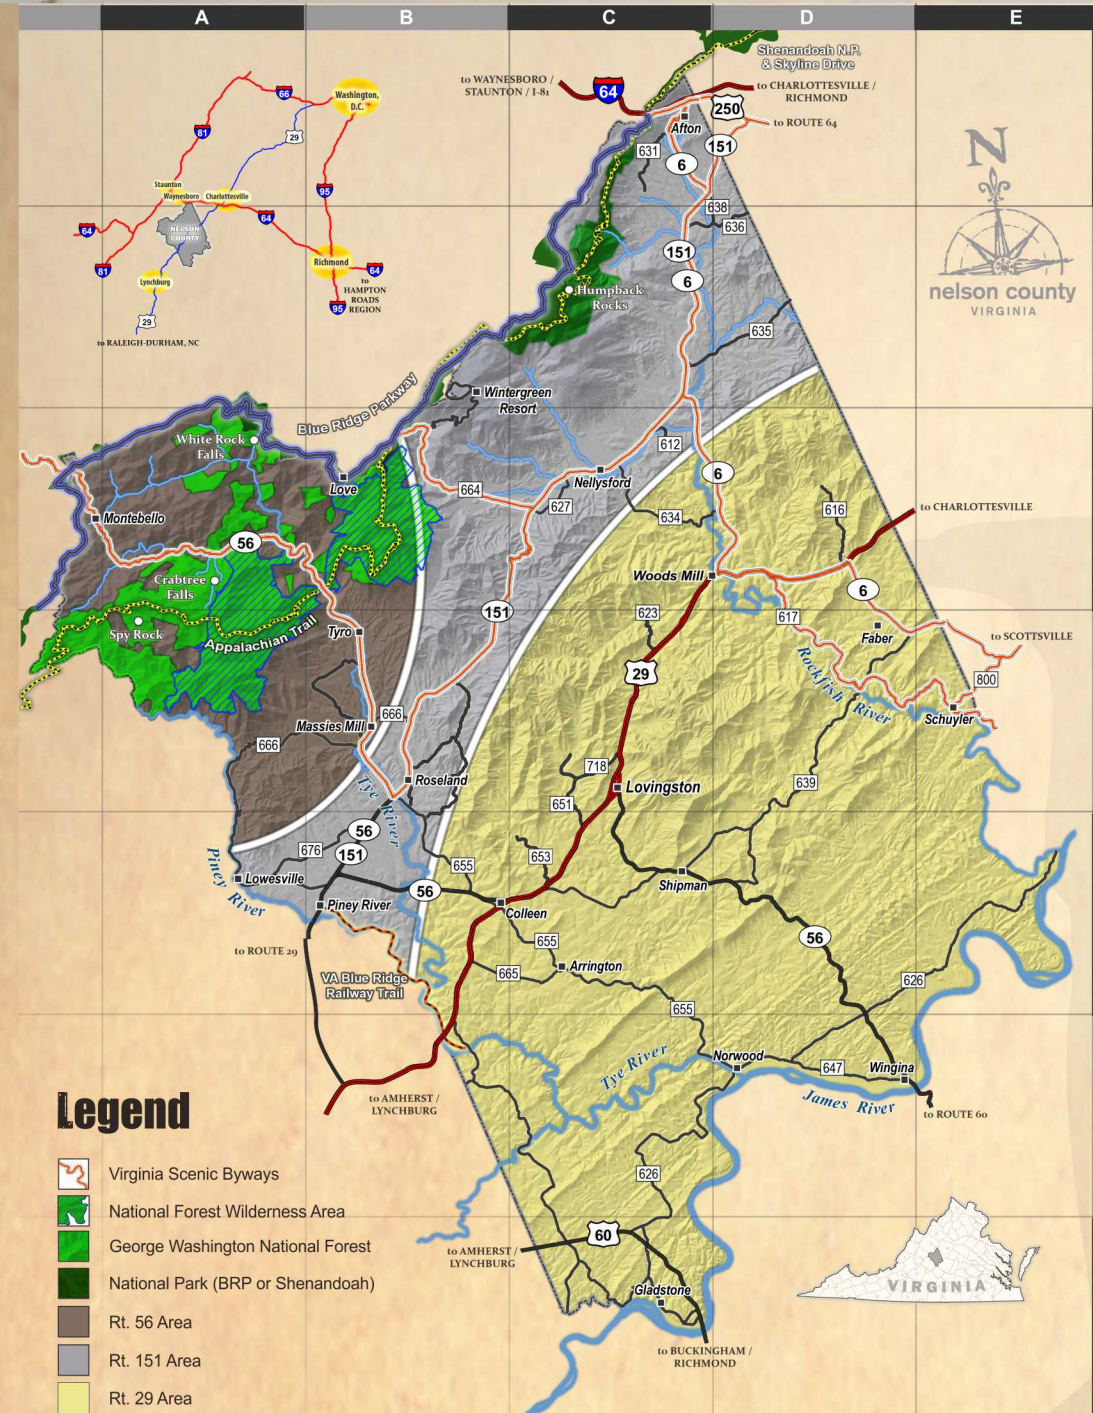 A
B
C
D
E
Shenandoah N.P.
& Skyline Drive
to WAYNESBORO /
STAUNTON / I-81
64
to CHARLOTTESVILLE /
RICHMOND
250
to ROUTE 64
Afton
151
6
631
638
636
151
6
Humpback
Rocks
635
66
Washington,
D.C.
29
81
95
Staunton
Waynesboro
Charlottesville
64
64
NELSON
COUNTY
81
Richmond
64
to
HAMPTON
ROADS
REGION
95
Lynchburg
29
to RALEIGH-DURHAM, NC
N
nelson county
VIRGINIA
Blue Ridge Parkway
Wintergreen
Resort
White Rock
Falls
Love
612
6
Nellysford
664
627
634
616
to CHARLOTTESVILLE
Montebello
56
Crabtree
Falls
Spy Rock
Appalachian Trail
Tyro
151
Woods Mill
623
617
6
Faber
to SCOTTSVILLE
29
Rockfish River
800
Schuyler
Massies Mill
666
666
Roseland
Tye River
718
Lovingston
651
639
56
151
676
655
653
Shipman
Piney River
Lowesville
56
Piney River
Colleen
to ROUTE 29
655
Arrington
665
56
626
VA Blue Ridge
Railway Trail
655
Tye River
Norwood
647
Wingina
James River
to ROUTE 60
to AMHERST /
LYNCHBURG
626
60
to AMHERST /
LYNCHBURG
Gladstone
to BUCKINGHAM /
RICHMOND
VIRGINIA
Legend
Virginia Scenic Byways
National Forest Wilderness Area
George Washington National Forest
National Park (BRP or Shenandoah)
Rt. 56 Area
Rt. 151 Area
Rt. 29 Area